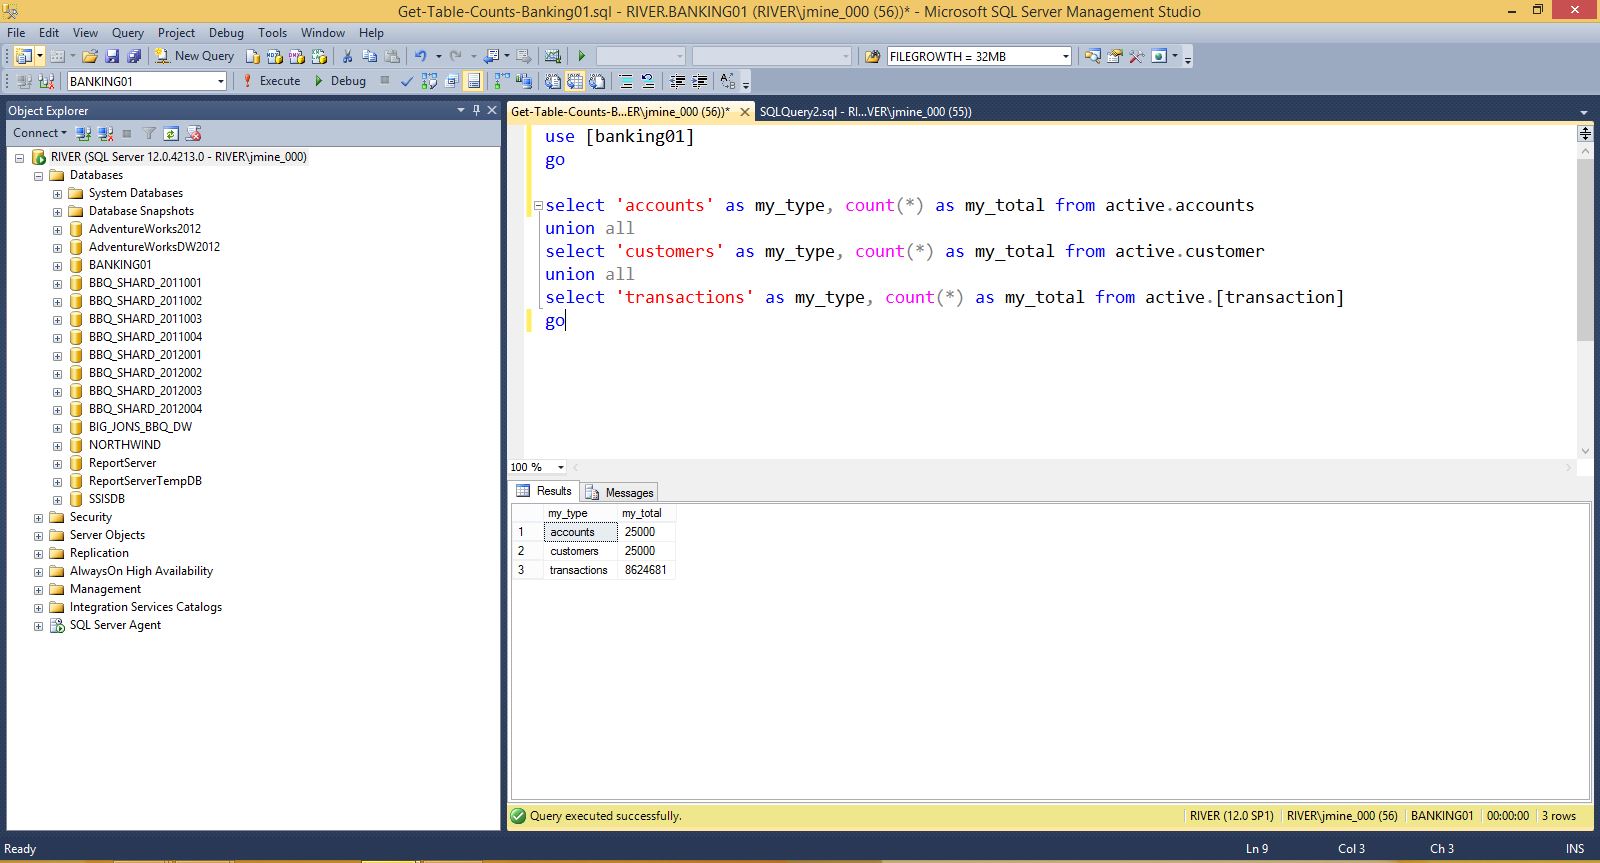 Get-Table-Counts-Banking01.sql - RIVER.BANKING01 (RIVER\jmine_000 (56))* - Microsoft SQL Server Management Studio
File Edit View Query Project Debug Tools Window Help
New Query FILEGROWTH = 32MB
BANKING01 Execute Debug
Object Explorer
Connect
RIVER (SQL Server 12.0.4213.0 - RIVER\jmine_000)
Databases
System Databases
Database Snapshots
AdventureWorks2012
AdventureWorksDW2012
BANKING01
BBQ_SHARD_2011001
BBQ_SHARD_2011002
BBQ_SHARD_2011003
BBQ_SHARD_2011004
BBQ_SHARD_2012001
BBQ_SHARD_2012002
BBQ_SHARD_2012003
BBQ_SHARD_2012004
BIG_JONS_BBQ_DW
NORTHWIND
ReportServer
ReportServerTempDB
SSISDB
Security
Server Objects
Replication
AlwaysOn High Availability
Management
Integration Services Catalogs
SQL Server Agent
Get-Table-Counts-B...ER\jmine_000 (56))* SQLQuery2.sql - RI...VER\jmine_000 (55))
use [banking01]
go
select 'accounts' as my_type, count(*) as my_total from active.accounts
union all
select 'customers' as my_type, count(*) as my_total from active.customer
union all
select 'transactions' as my_type, count(*) as my_total from active.[transaction]
go
100 %
Results Messages
my_type my_total
1 accounts 25000
2 customers 25000
3 transactions 8624681
Query executed successfully. RIVER (12.0 SP1) RIVER\jmine_000 (56) BANKING01 00:00:00 3 rows
Ready Ln 9 Col 3 Ch 3 INS